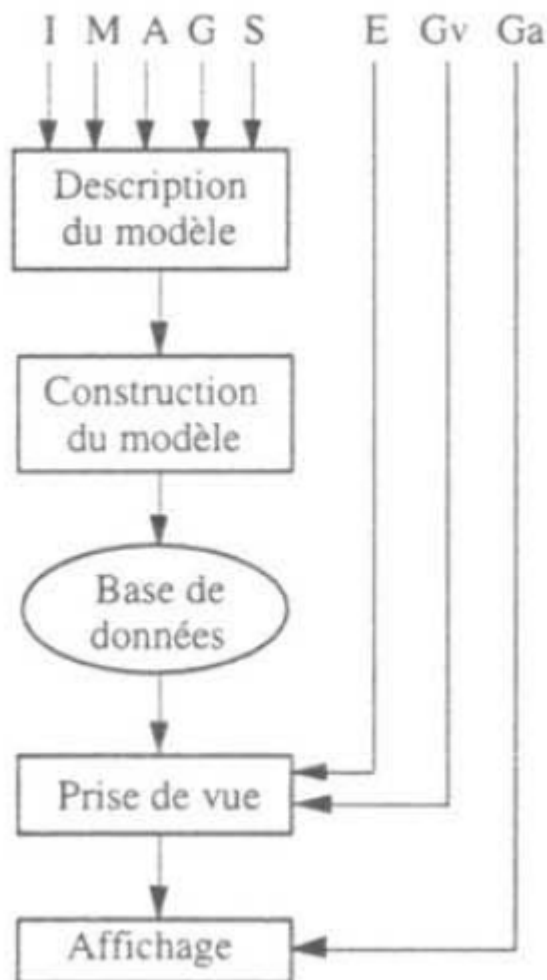 I M A G S E Gv Ga
Description
du modèle
Construction
du modèle
Base de
données
Prise de vue
Affichage